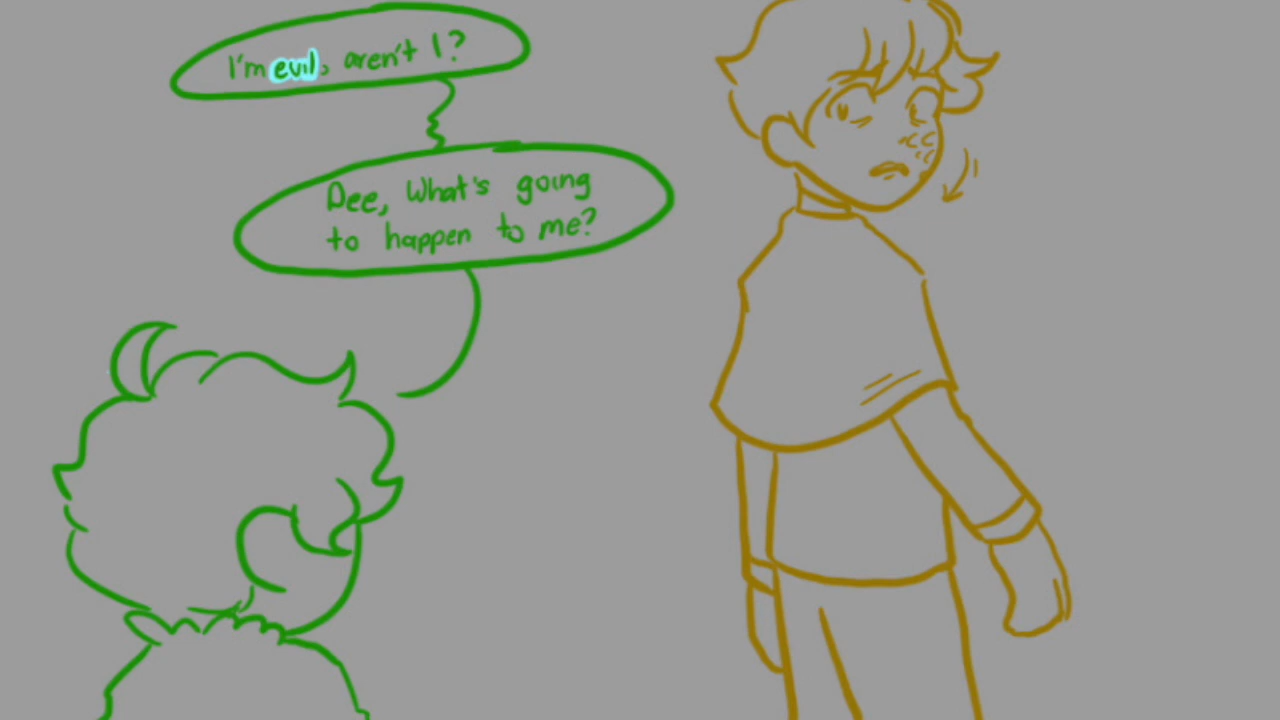 I'm evil, aren't I?
Dee, What's going
to happen to me?